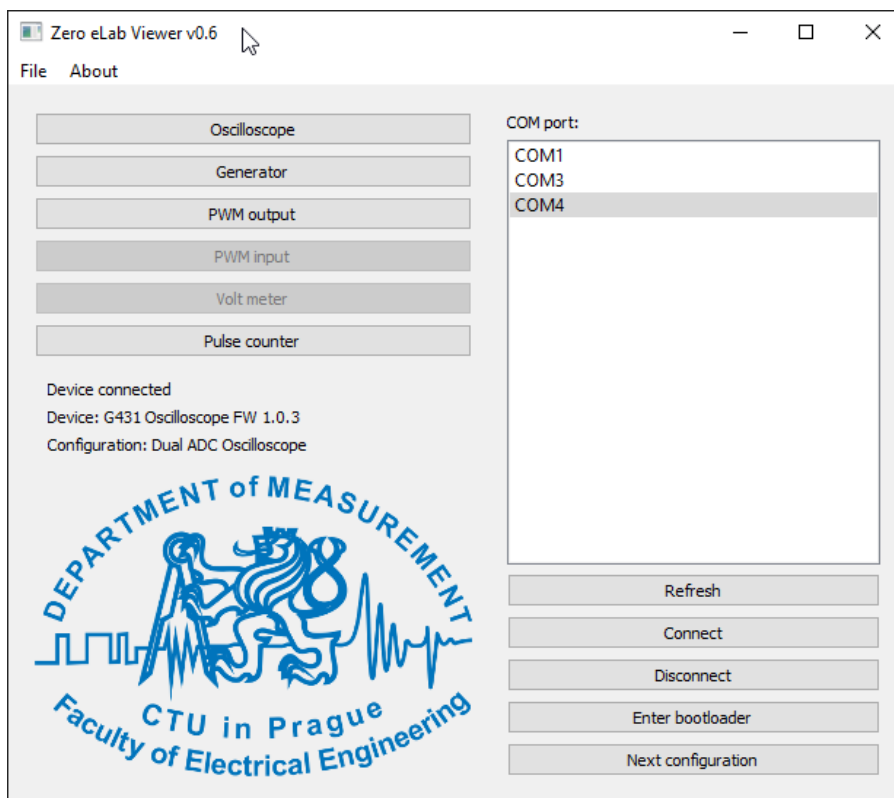 Zero eLab Viewer v0.6
File About
Oscilloscope
Generator
PWM output
PWM input
Volt meter
Pulse counter
Device connected
Device: G431 Oscilloscope FW 1.0.3
Configuration: Dual ADC Oscilloscope
DEPARTMENT of MEASUREMENT
CTU in Prague
Faculty of Electrical Engineering
COM port:
COM1
COM3
COM4
Refresh
Connect
Disconnect
Enter bootloader
Next configuration